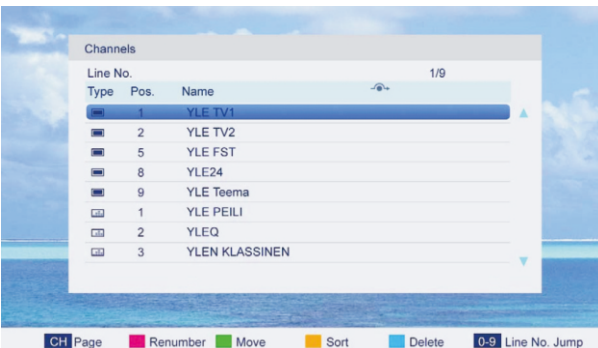 Channels
Line No. 1/9
Type Pos. Name
1 YLE TV1
2 YLE TV2
5 YLE FST
8 YLE24
9 YLE Teema
1 YLE PEILI
2 YLEQ
3 YLEN KLASSINEN
CH Page Renumber Move Sort Delete 0-9 Line No. Jump